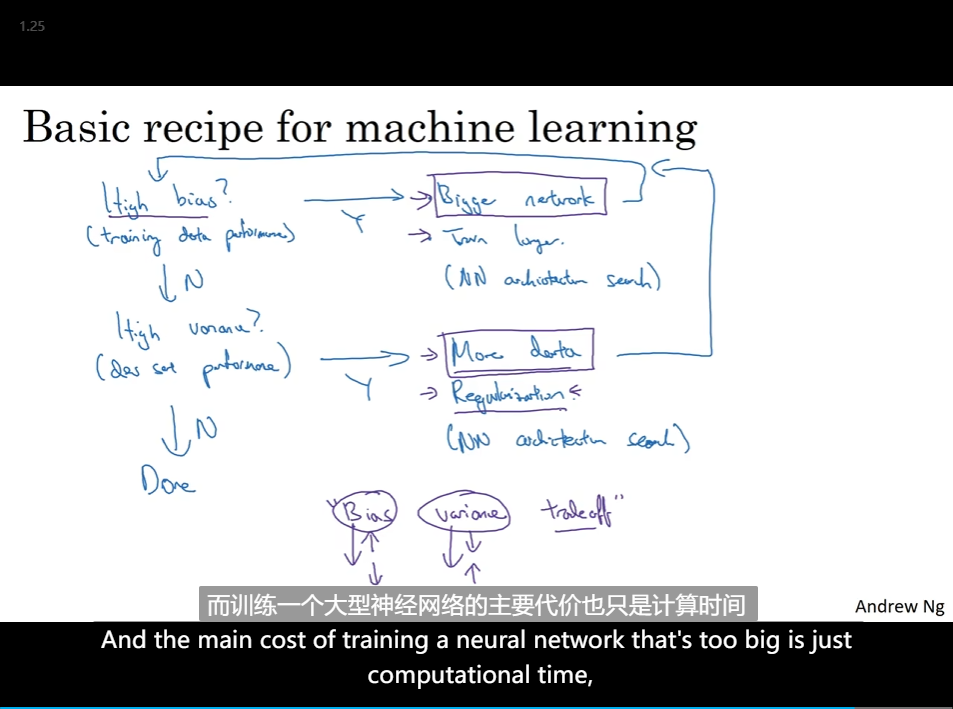 1.25
Basic recipe for machine learning
High bias?
Y
Bigger network
(training data performance)
Train longer.
N
(NN architecture search)
High variance?
(dev set performance)
Y
More data
Regularization
N
(NN architecture search)
Done
"Bias variance tradeoff"
而训练一个大型神经网络的主要代价也只是计算时间
Andrew Ng
And the main cost of training a neural network that's too big is just
computational time,